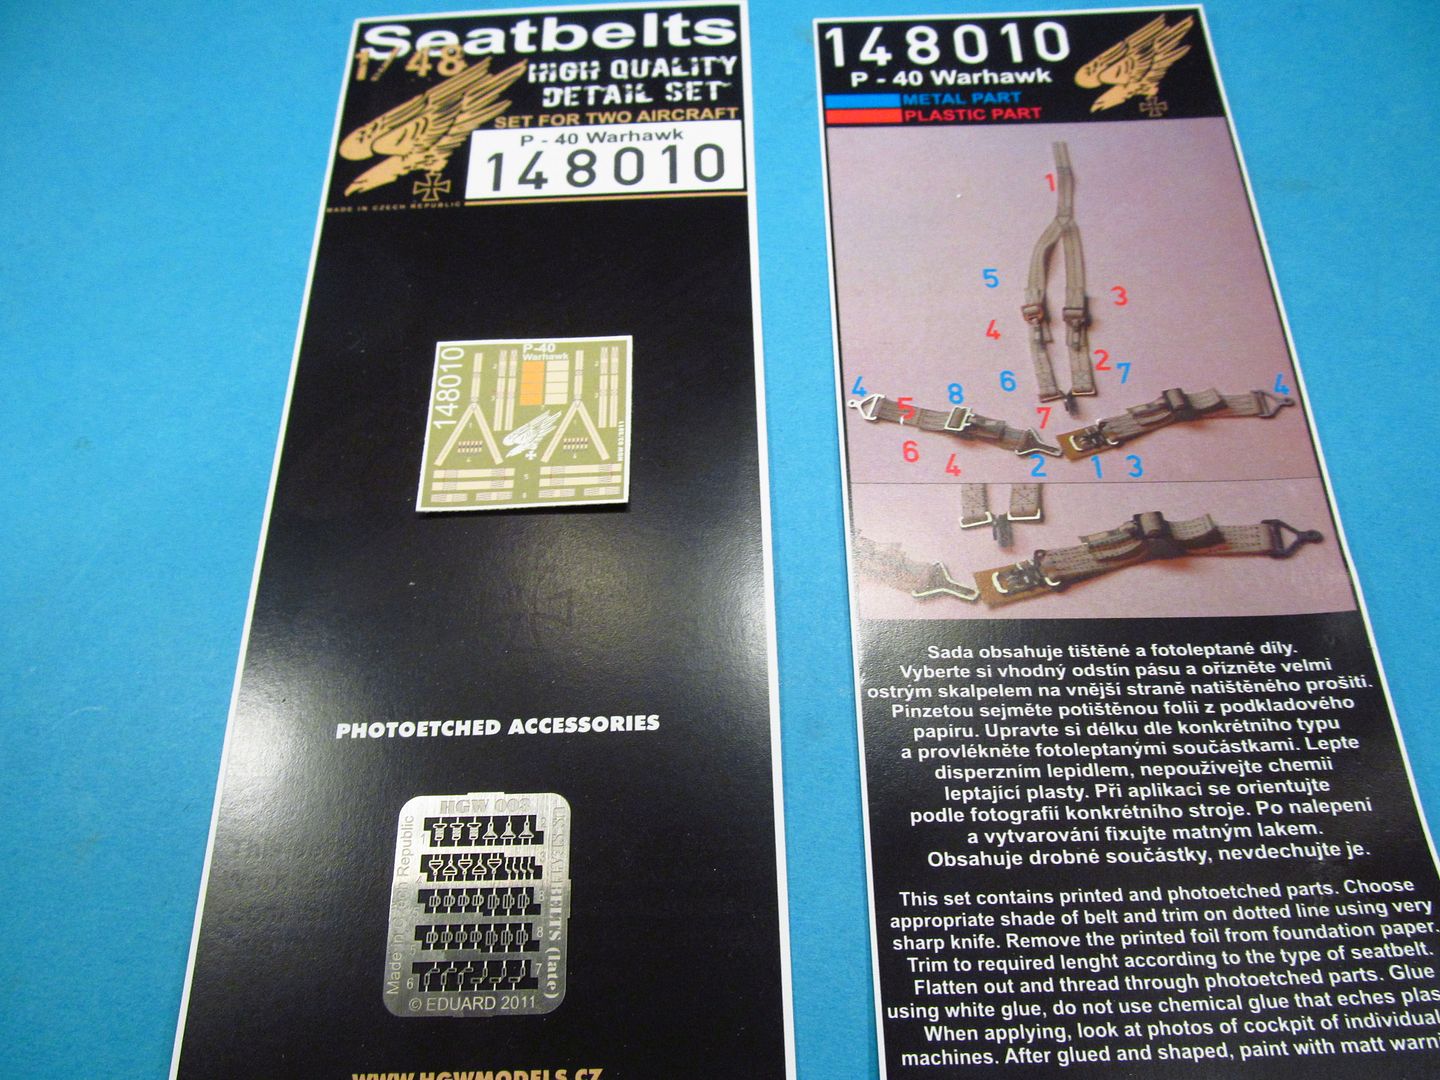 Seatbelts
1/48
HIGH QUALITY
DETAIL SET
SET FOR TWO AIRCRAFT
P - 40 Warhawk
148010
MADE IN CZECH REPUBLIC
148010
P-40
Warhawk
PHOTOETCHED ACCESSORIES
HGW 003
Made in Czech Republic
SEATBELTS (late)
© EDUARD 2011
WWW.HGWMODELS.CZ
148010
P - 40 Warhawk
METAL PART
PLASTIC PART
1
5
3
4
2
6
7
4
8
4
5
7
6
4
2
1
3
Sada obsahuje tištěné a fotoleptané díly.
Vyberte si vhodný odstín pásu a ořízněte velmi
ostrým skalpelem na vnější straně natištěného prošití.
Pinzetou sejměte potištěnou folii z podkladového
papíru. Upravte si délku dle konkrétního typu
a provlékněte fotoleptanými součástkami. Lepte
disperzním lepidlem, nepoužívejte chemii
leptající plasty. Při aplikaci se orientujte
podle fotografií konkrétního stroje. Po nalepení
a vytvarování fixujte matným lakem.
Obsahuje drobné součástky, nevdechujte je.
This set contains printed and photoetched parts. Choose
appropriate shade of belt and trim on dotted line using very
sharp knife. Remove the printed foil from foundation paper.
Trim to required lenght according to the type of seatbelt.
Flatten out and thread through photoetched parts. Glue
using white glue, do not use chemical glue that eches plas
When applying, look at photos of cockpit of individual
machines. After glued and shaped, paint with matt warni